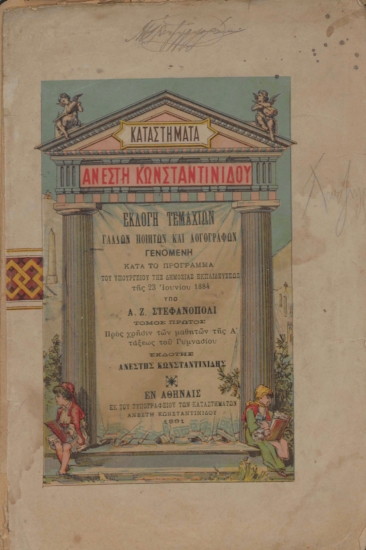 ΚΑΤΑΣΤΗΜΑΤΑ
ΑΝΕΣΤΗ ΚΩΝΣΤΑΝΤΙΝΙΔΟΥ
ΕΚΛΟΓΗ ΤΕΜΑΧΙΩΝ
ΓΑΛΛΩΝ ΠΟΙΗΤΩΝ ΚΑΙ ΛΟΓΟΓΡΑΦΩΝ
ΓΕΝΟΜΕΝΗ
ΚΑΤΑ ΤΟ ΠΡΟΓΡΑΜΜΑ
ΤΟΥ ΥΠΟΥΡΓΕΙΟΥ ΤΗΣ ΔΗΜΟΣΙΑΣ ΕΚΠΑΙΔΕΥΣΕΩΣ
τῆς 23 Ἰουνίου 1884
ΥΠΟ
Α. Ζ. ΣΤΕΦΑΝΟΠΟΛΙ
ΤΟΜΟΣ ΠΡΩΤΟΣ
Πρὸς χρῆσιν τῶν μαθητῶν τῆς Α΄
τάξεως τοῦ Γυμνασίου
ΕΚΔΟΤΗΣ
ΑΝΕΣΤΗΣ ΚΩΝΣΤΑΝΤΙΝΙΔΗΣ
ΕΝ ΑΘΗΝΑΙΣ
ΕΚ ΤΟΥ ΤΥΠΟΓΡΑΦΕΙΟΥ ΤΩΝ ΚΑΤΑΣΤΗΜΑΤΩΝ
ΑΝΕΣΤΗ ΚΩΝΣΤΑΝΤΙΝΙΔΟΥ
1891